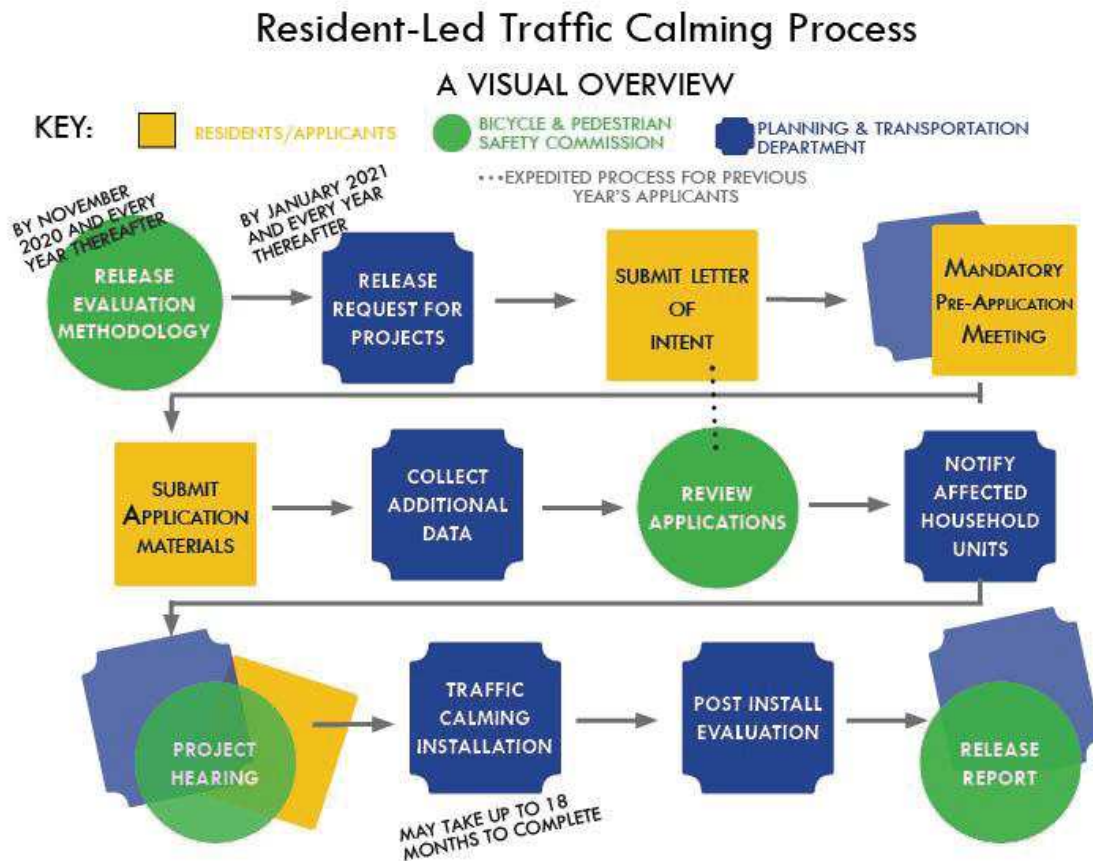 Resident-Led Traffic Calming Process
A VISUAL OVERVIEW
KEY:
RESIDENTS/APPLICANTS
BICYCLE & PEDESTRIAN
SAFETY COMMISSION
PLANNING & TRANSPORTATION
DEPARTMENT
•••EXPEDITED PROCESS FOR PREVIOUS
YEAR'S APPLICANTS
BY NOVEMBER
2020 AND EVERY
YEAR THEREAFTER
RELEASE
EVALUATION
METHODOLOGY
BY JANUARY 2021
AND EVERY YEAR
THEREAFTER
RELEASE
REQUEST FOR
PROJECTS
SUBMIT LETTER
OF
INTENT
MANDATORY
PRE-APPLICATION
MEETING
SUBMIT
APPLICATION
MATERIALS
COLLECT
ADDITIONAL
DATA
REVIEW
APPLICATIONS
NOTIFY
AFFECTED
HOUSEHOLD
UNITS
PROJECT
HEARING
TRAFFIC
CALMING
INSTALLATION
MAY TAKE UP TO 18
MONTHS TO COMPLETE
POST INSTALL
EVALUATION
RELEASE
REPORT